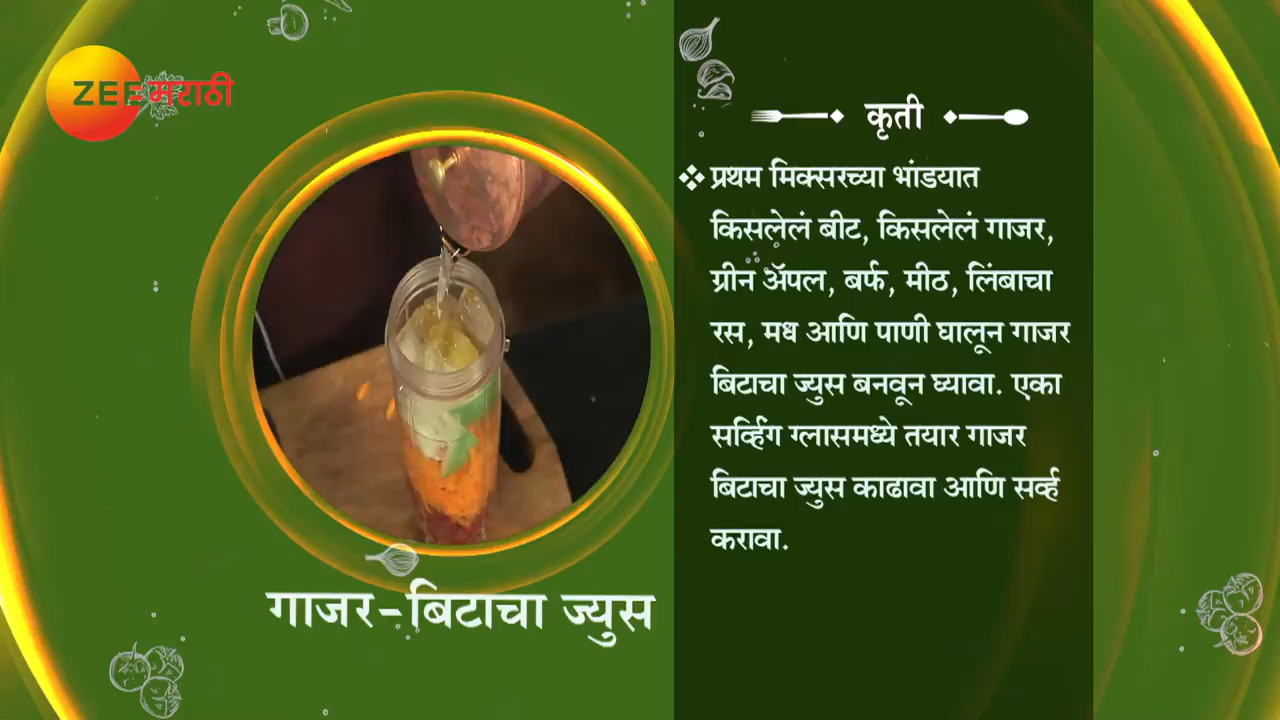 ZEE मराठी
कृती
प्रथम मिक्सरच्या भांडयात
किसलेलं बीट, किसलेलं गाजर,
ग्रीन ॲपल, बर्फ, मीठ, लिंबाचा
रस, मध आणि पाणी घालून गाजर
बिटाचा ज्युस बनवून घ्यावा. एका
सर्व्हिंग ग्लासमध्ये तयार गाजर
बिटाचा ज्युस काढावा आणि सर्व्ह
करावा.
गाजर-बिटाचा ज्युस